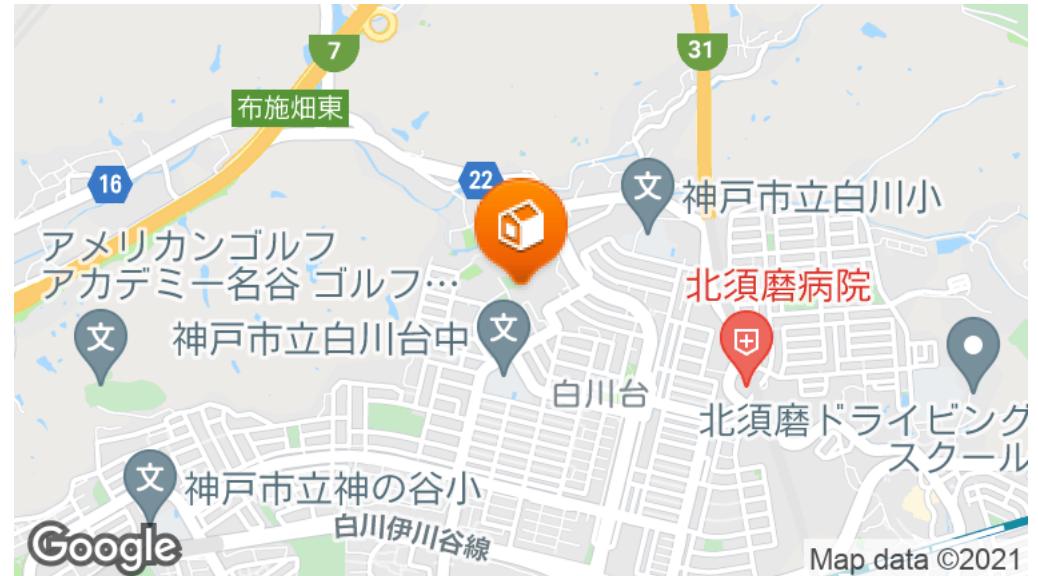 7
31
布施畑東
16
22
神戸市立白川小
アメリカンゴルフ
アカデミー名谷 ゴルフ…
北須磨病院
文
文
文
文
神戸市立白川台中
白川台
北須磨ドライビング
スクール
神戸市立神の谷小
白川伊川谷線
Google
Map data ©2021